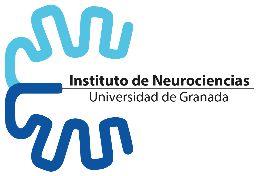 Instituto de Neurociencias
Universidad de Granada